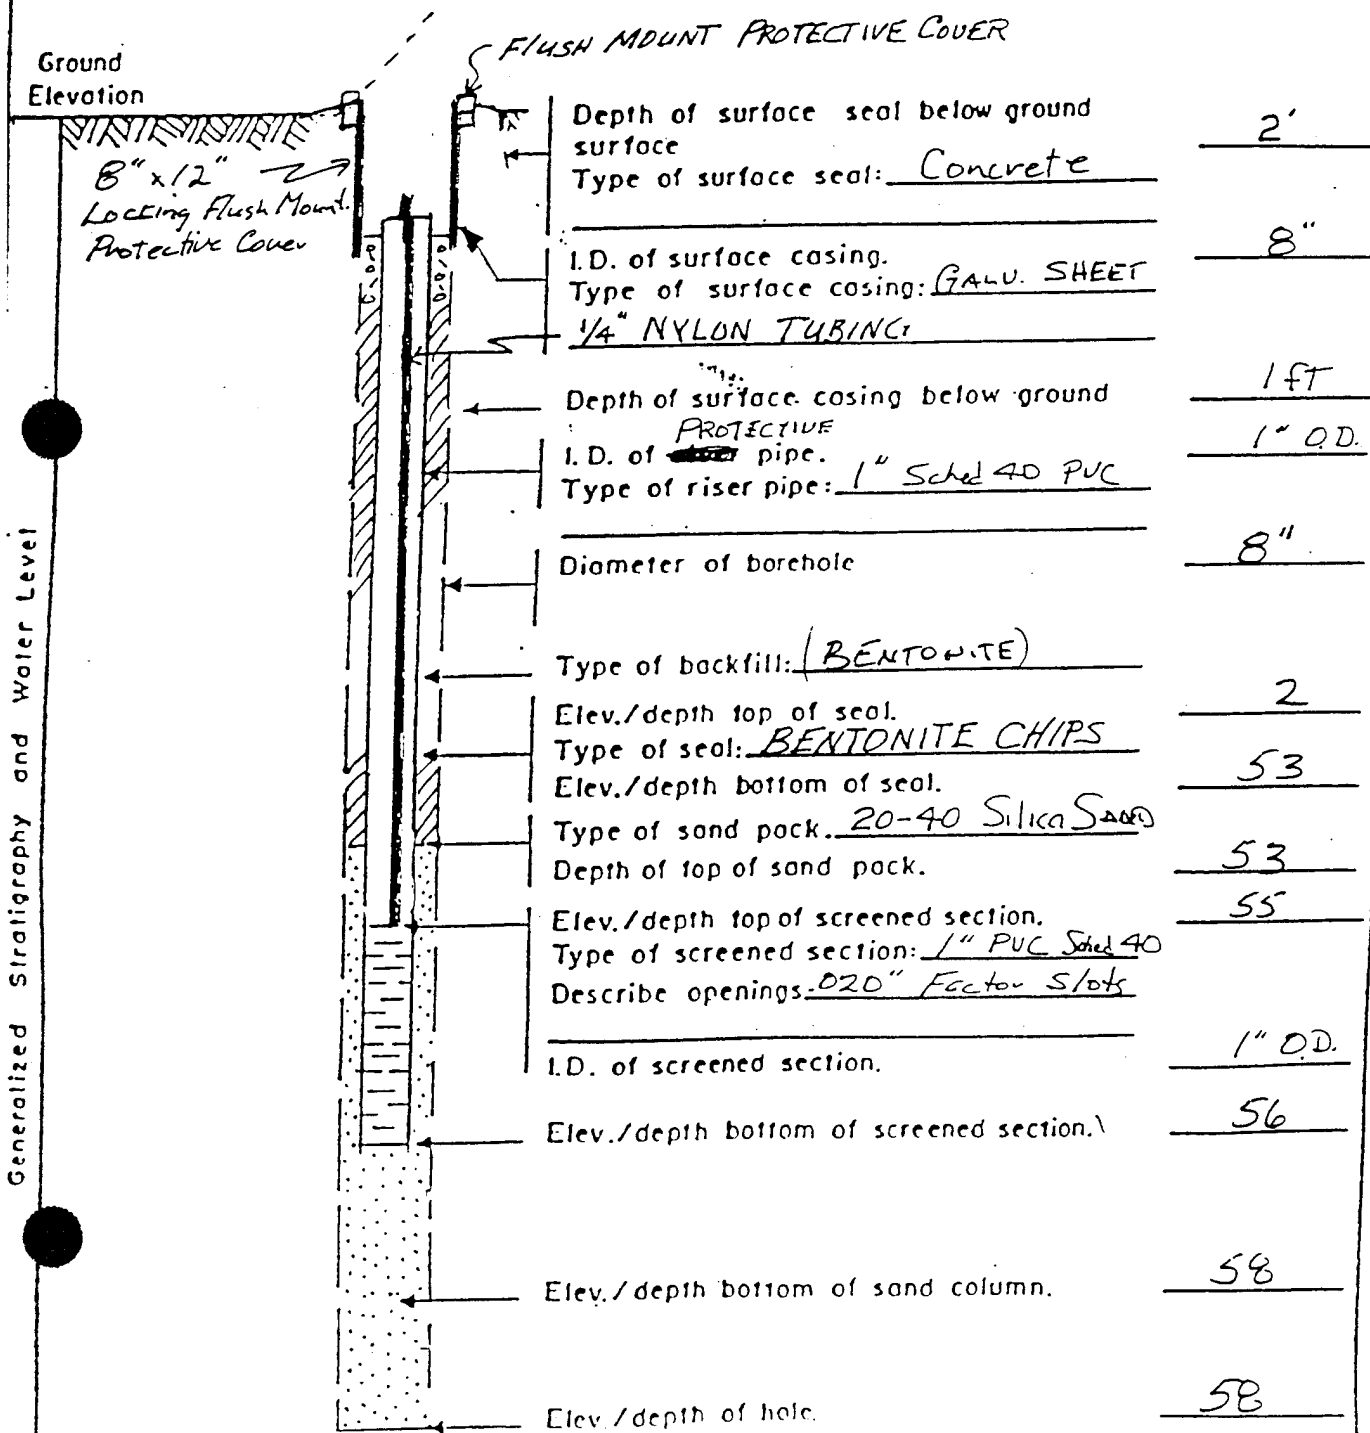 FLUSH MOUNT PROTECTIVE COVER
Ground
Elevation
8" x 12"
Locking Flush Mount
Protective Cover
Generalized Stratigraphy and Water Level
Depth of surface seal below ground
surface 2'
Type of surface seal: Concrete
I.D. of surface casing. 8"
Type of surface casing: GALV. SHEET
1/4" NYLON TUBING
Depth of surface casing below ground 1 fT
PROTECTIVE
I.D. of pipe. 1" O.D.
Type of riser pipe: 1" Sched 40 PVC
Diameter of borehole 8"
Type of backfill: (BENTONITE)
Elev./depth top of seal. 2
Type of seal: BENTONITE CHIPS
Elev./depth bottom of seal. 53
Type of sand pack. 20-40 Silica SAND
Depth of top of sand pack. 53
Elev./depth top of screened section. 55
Type of screened section: 1" PVC Sched 40
Describe openings .020" Factor Slots
I.D. of screened section. 1" O.D.
Elev./depth bottom of screened section. 56
Elev./depth bottom of sand column. 58
Elev./depth of hole. 58